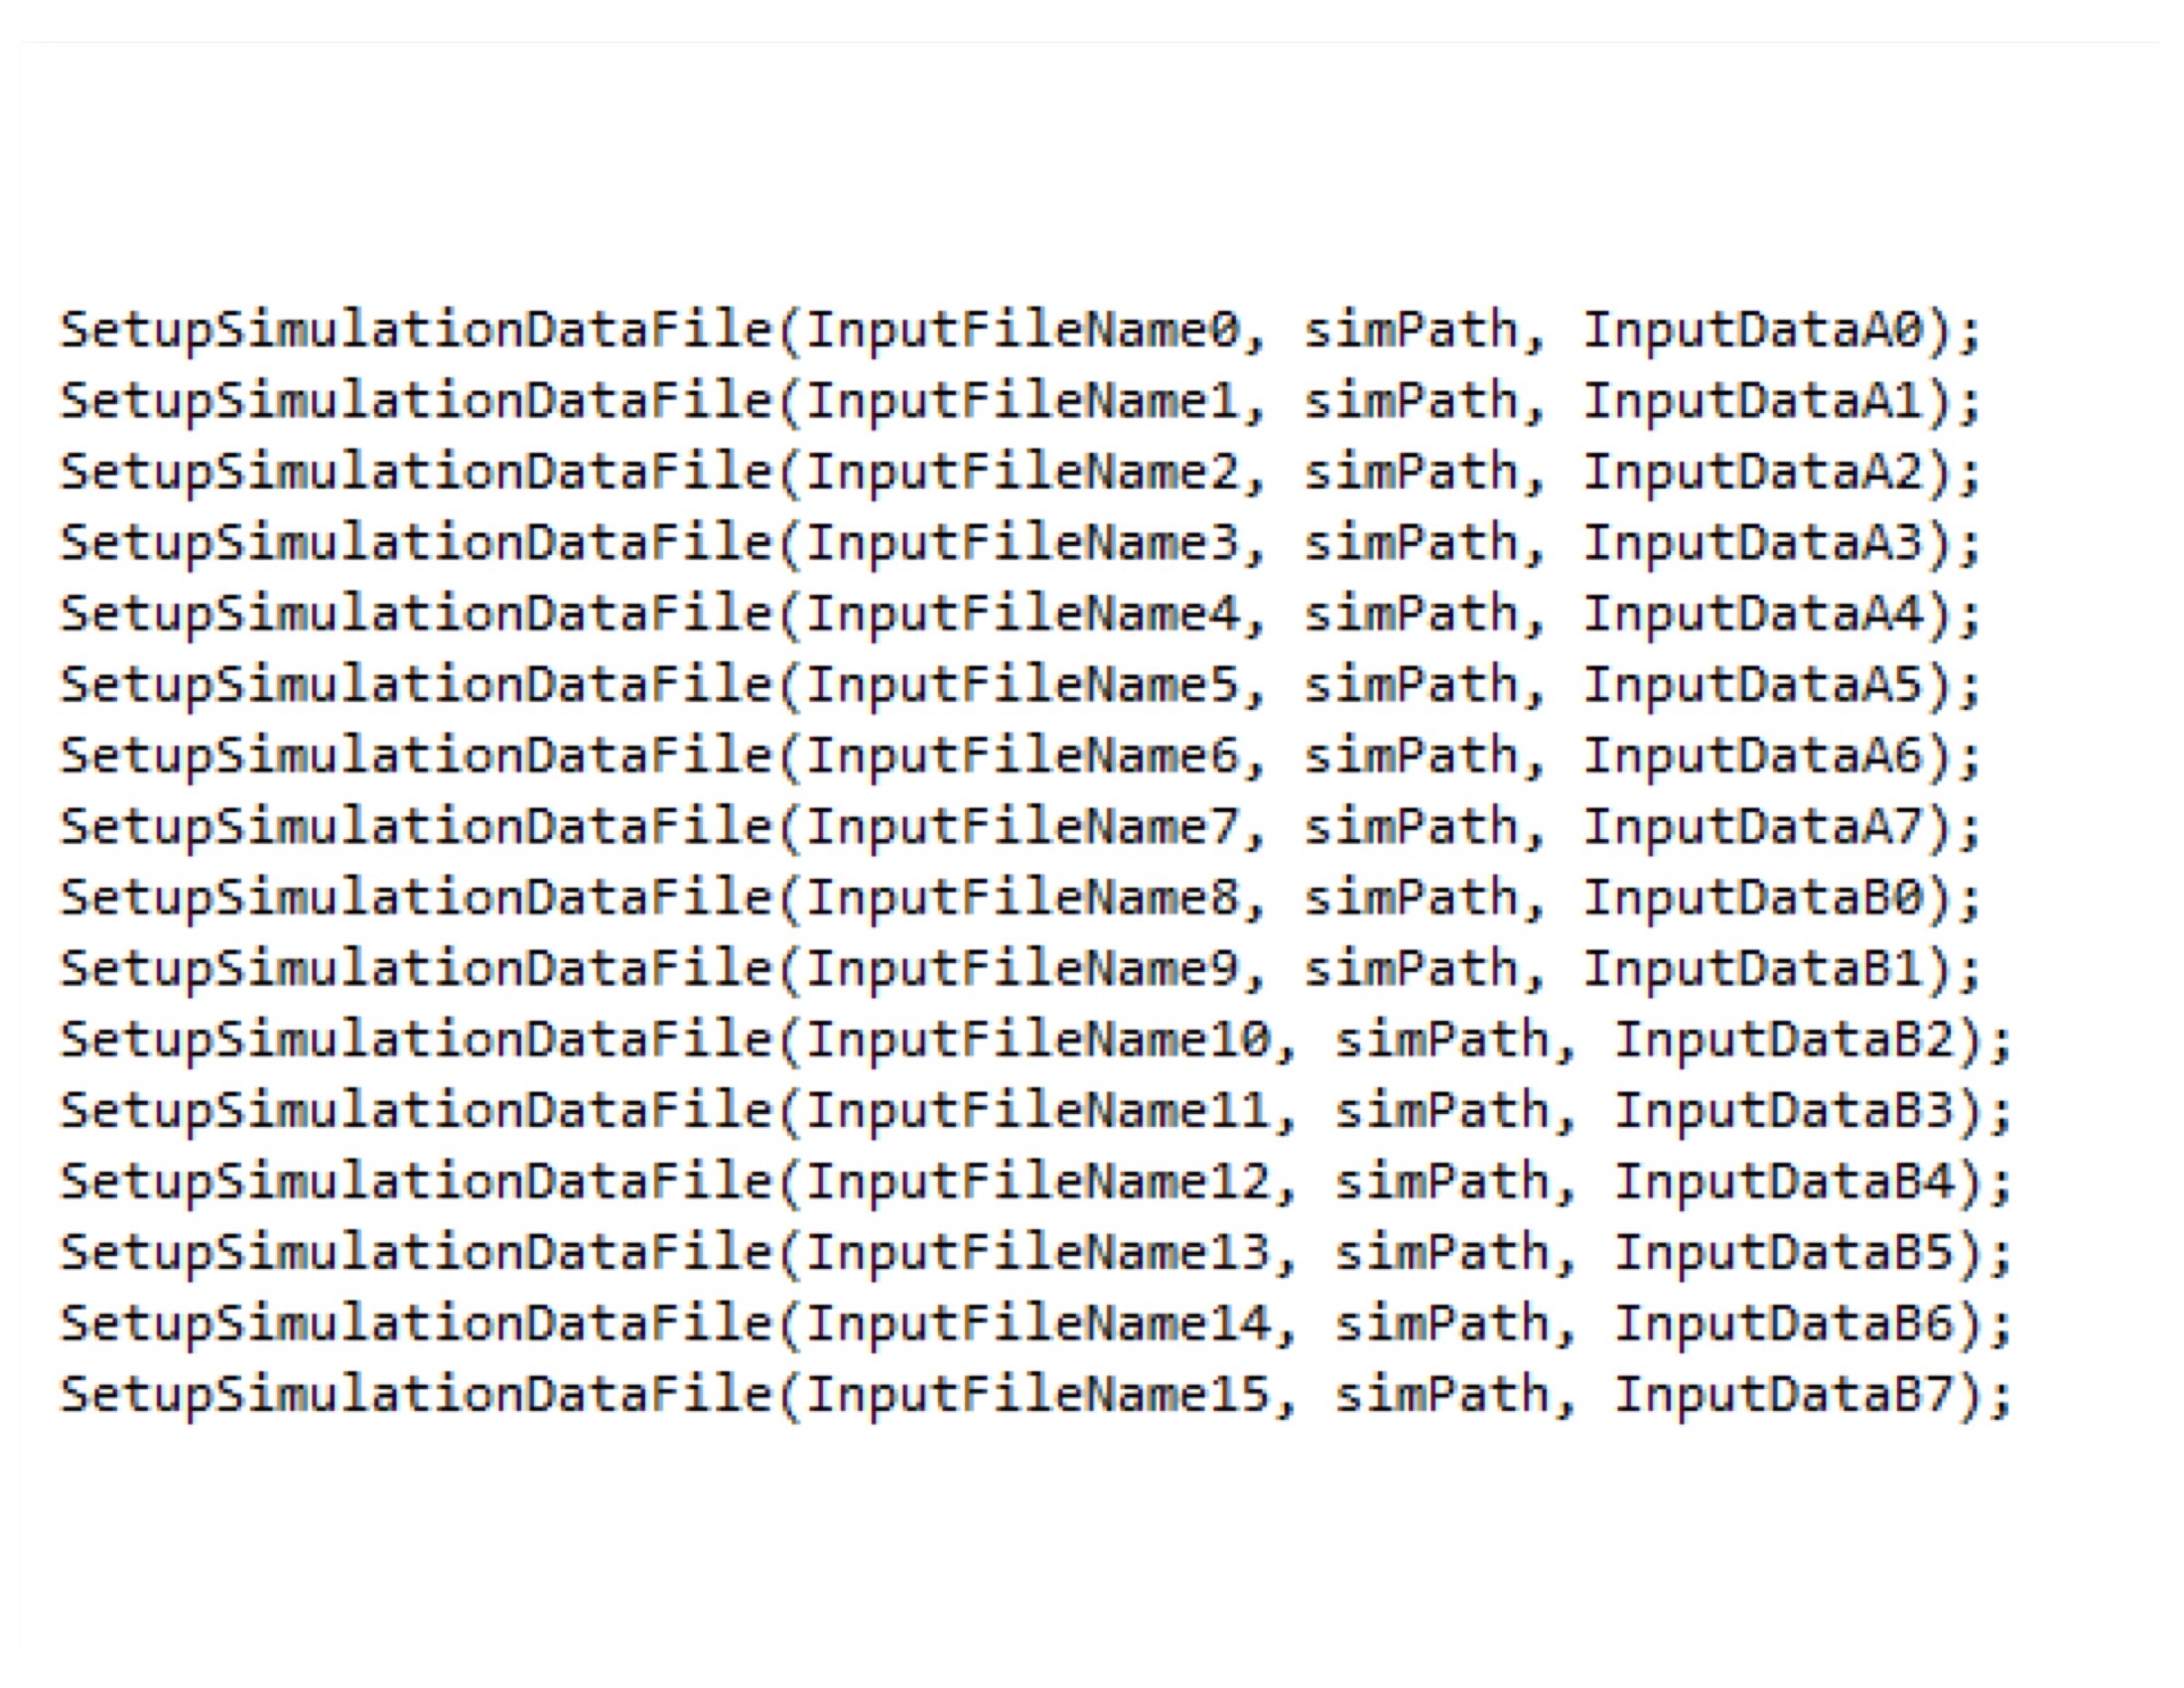 SetupSimulationDataFile(InputFileName0, simPath, InputDataA0);
SetupSimulationDataFile(InputFileName1, simPath, InputDataA1);
SetupSimulationDataFile(InputFileName2, simPath, InputDataA2);
SetupSimulationDataFile(InputFileName3, simPath, InputDataA3);
SetupSimulationDataFile(InputFileName4, simPath, InputDataA4);
SetupSimulationDataFile(InputFileName5, simPath, InputDataA5);
SetupSimulationDataFile(InputFileName6, simPath, InputDataA6);
SetupSimulationDataFile(InputFileName7, simPath, InputDataA7);
SetupSimulationDataFile(InputFileName8, simPath, InputDataB0);
SetupSimulationDataFile(InputFileName9, simPath, InputDataB1);
SetupSimulationDataFile(InputFileName10, simPath, InputDataB2);
SetupSimulationDataFile(InputFileName11, simPath, InputDataB3);
SetupSimulationDataFile(InputFileName12, simPath, InputDataB4);
SetupSimulationDataFile(InputFileName13, simPath, InputDataB5);
SetupSimulationDataFile(InputFileName14, simPath, InputDataB6);
SetupSimulationDataFile(InputFileName15, simPath, InputDataB7);